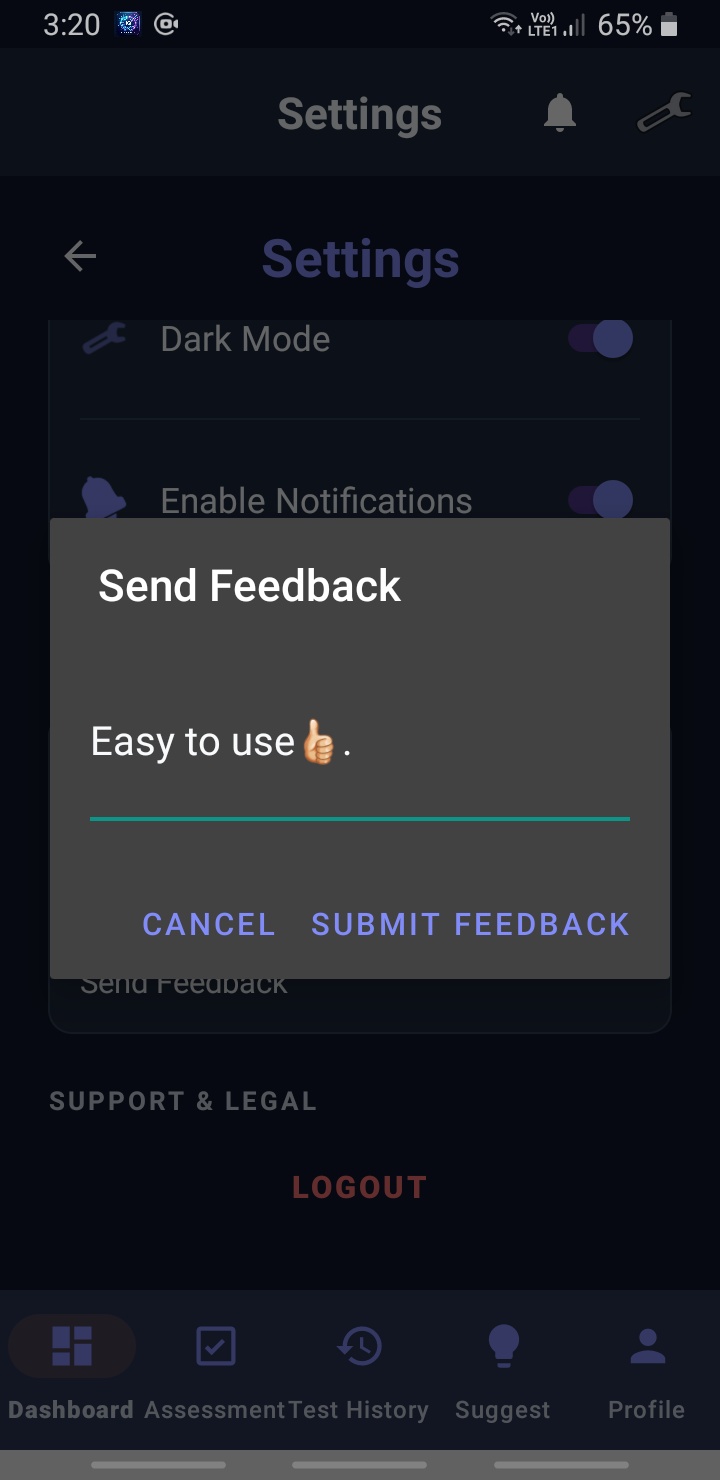 3:20 Vo)) LTE1 65%
Settings
Settings
Dark Mode
Enable Notifications
Send Feedback
Easy to use👍🏻.
CANCEL SUBMIT FEEDBACK
Send Feedback
SUPPORT & LEGAL
LOGOUT
Dashboard Assessment Test History Suggest Profile